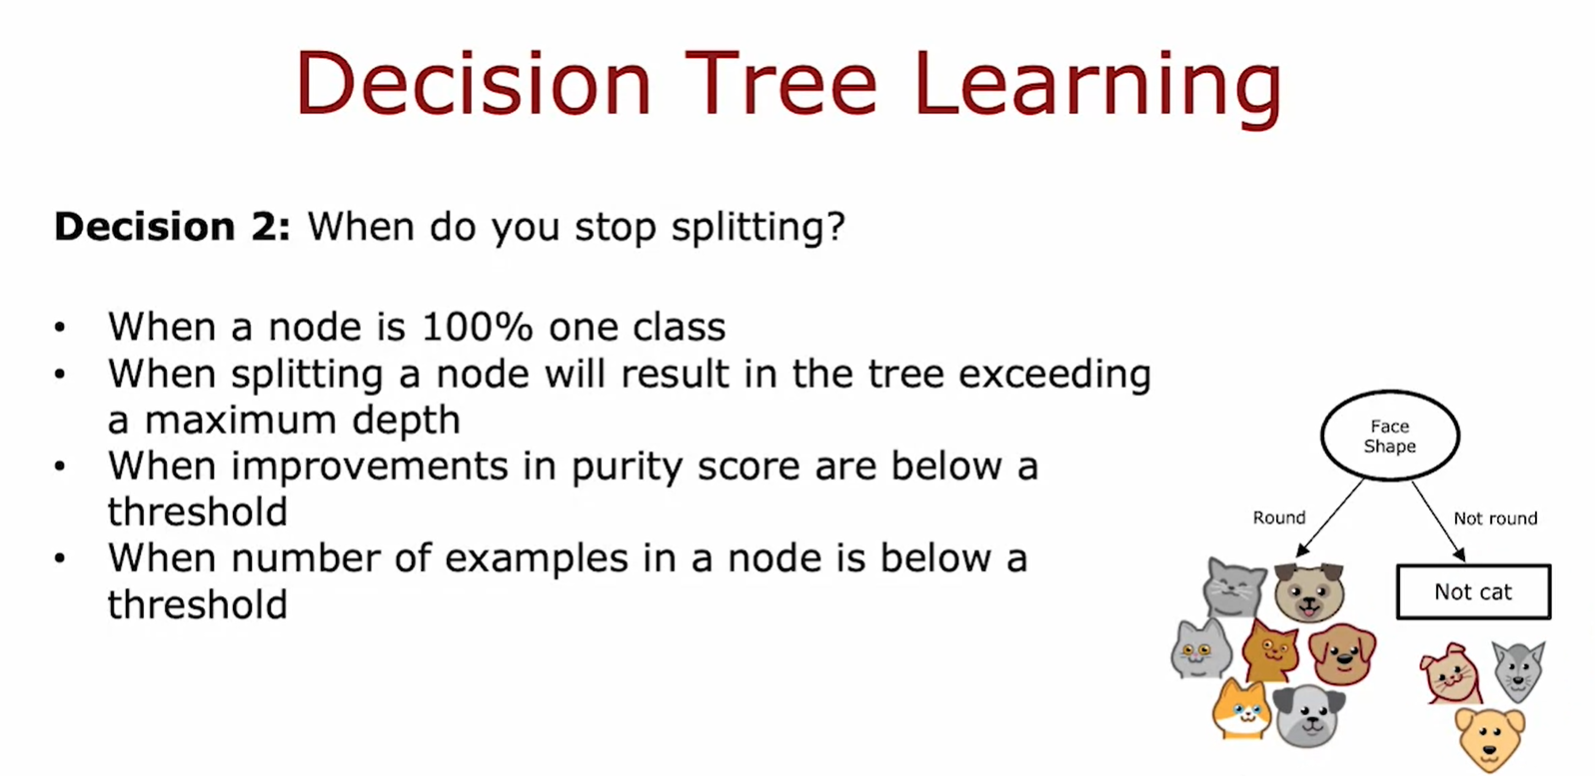 Decision Tree Learning
Decision 2: When do you stop splitting?
• When a node is 100% one class
• When splitting a node will result in the tree exceeding
a maximum depth
• When improvements in purity score are below a
threshold
• When number of examples in a node is below a
threshold
Face
Shape
Round
Not round
Not cat